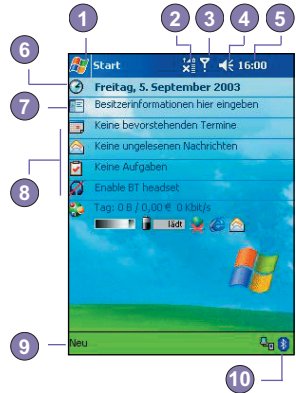 1
2
3
4
5
6
Start 16:00
Freitag, 5. September 2003
7
Besitzerinformationen hier eingeben
Keine bevorstehenden Termine
Keine ungelesenen Nachrichten
8
Keine Aufgaben
Enable BT headset
Tag: 0 B / 0,00 € 0 Kbit/s
lädt
9
Neu
10